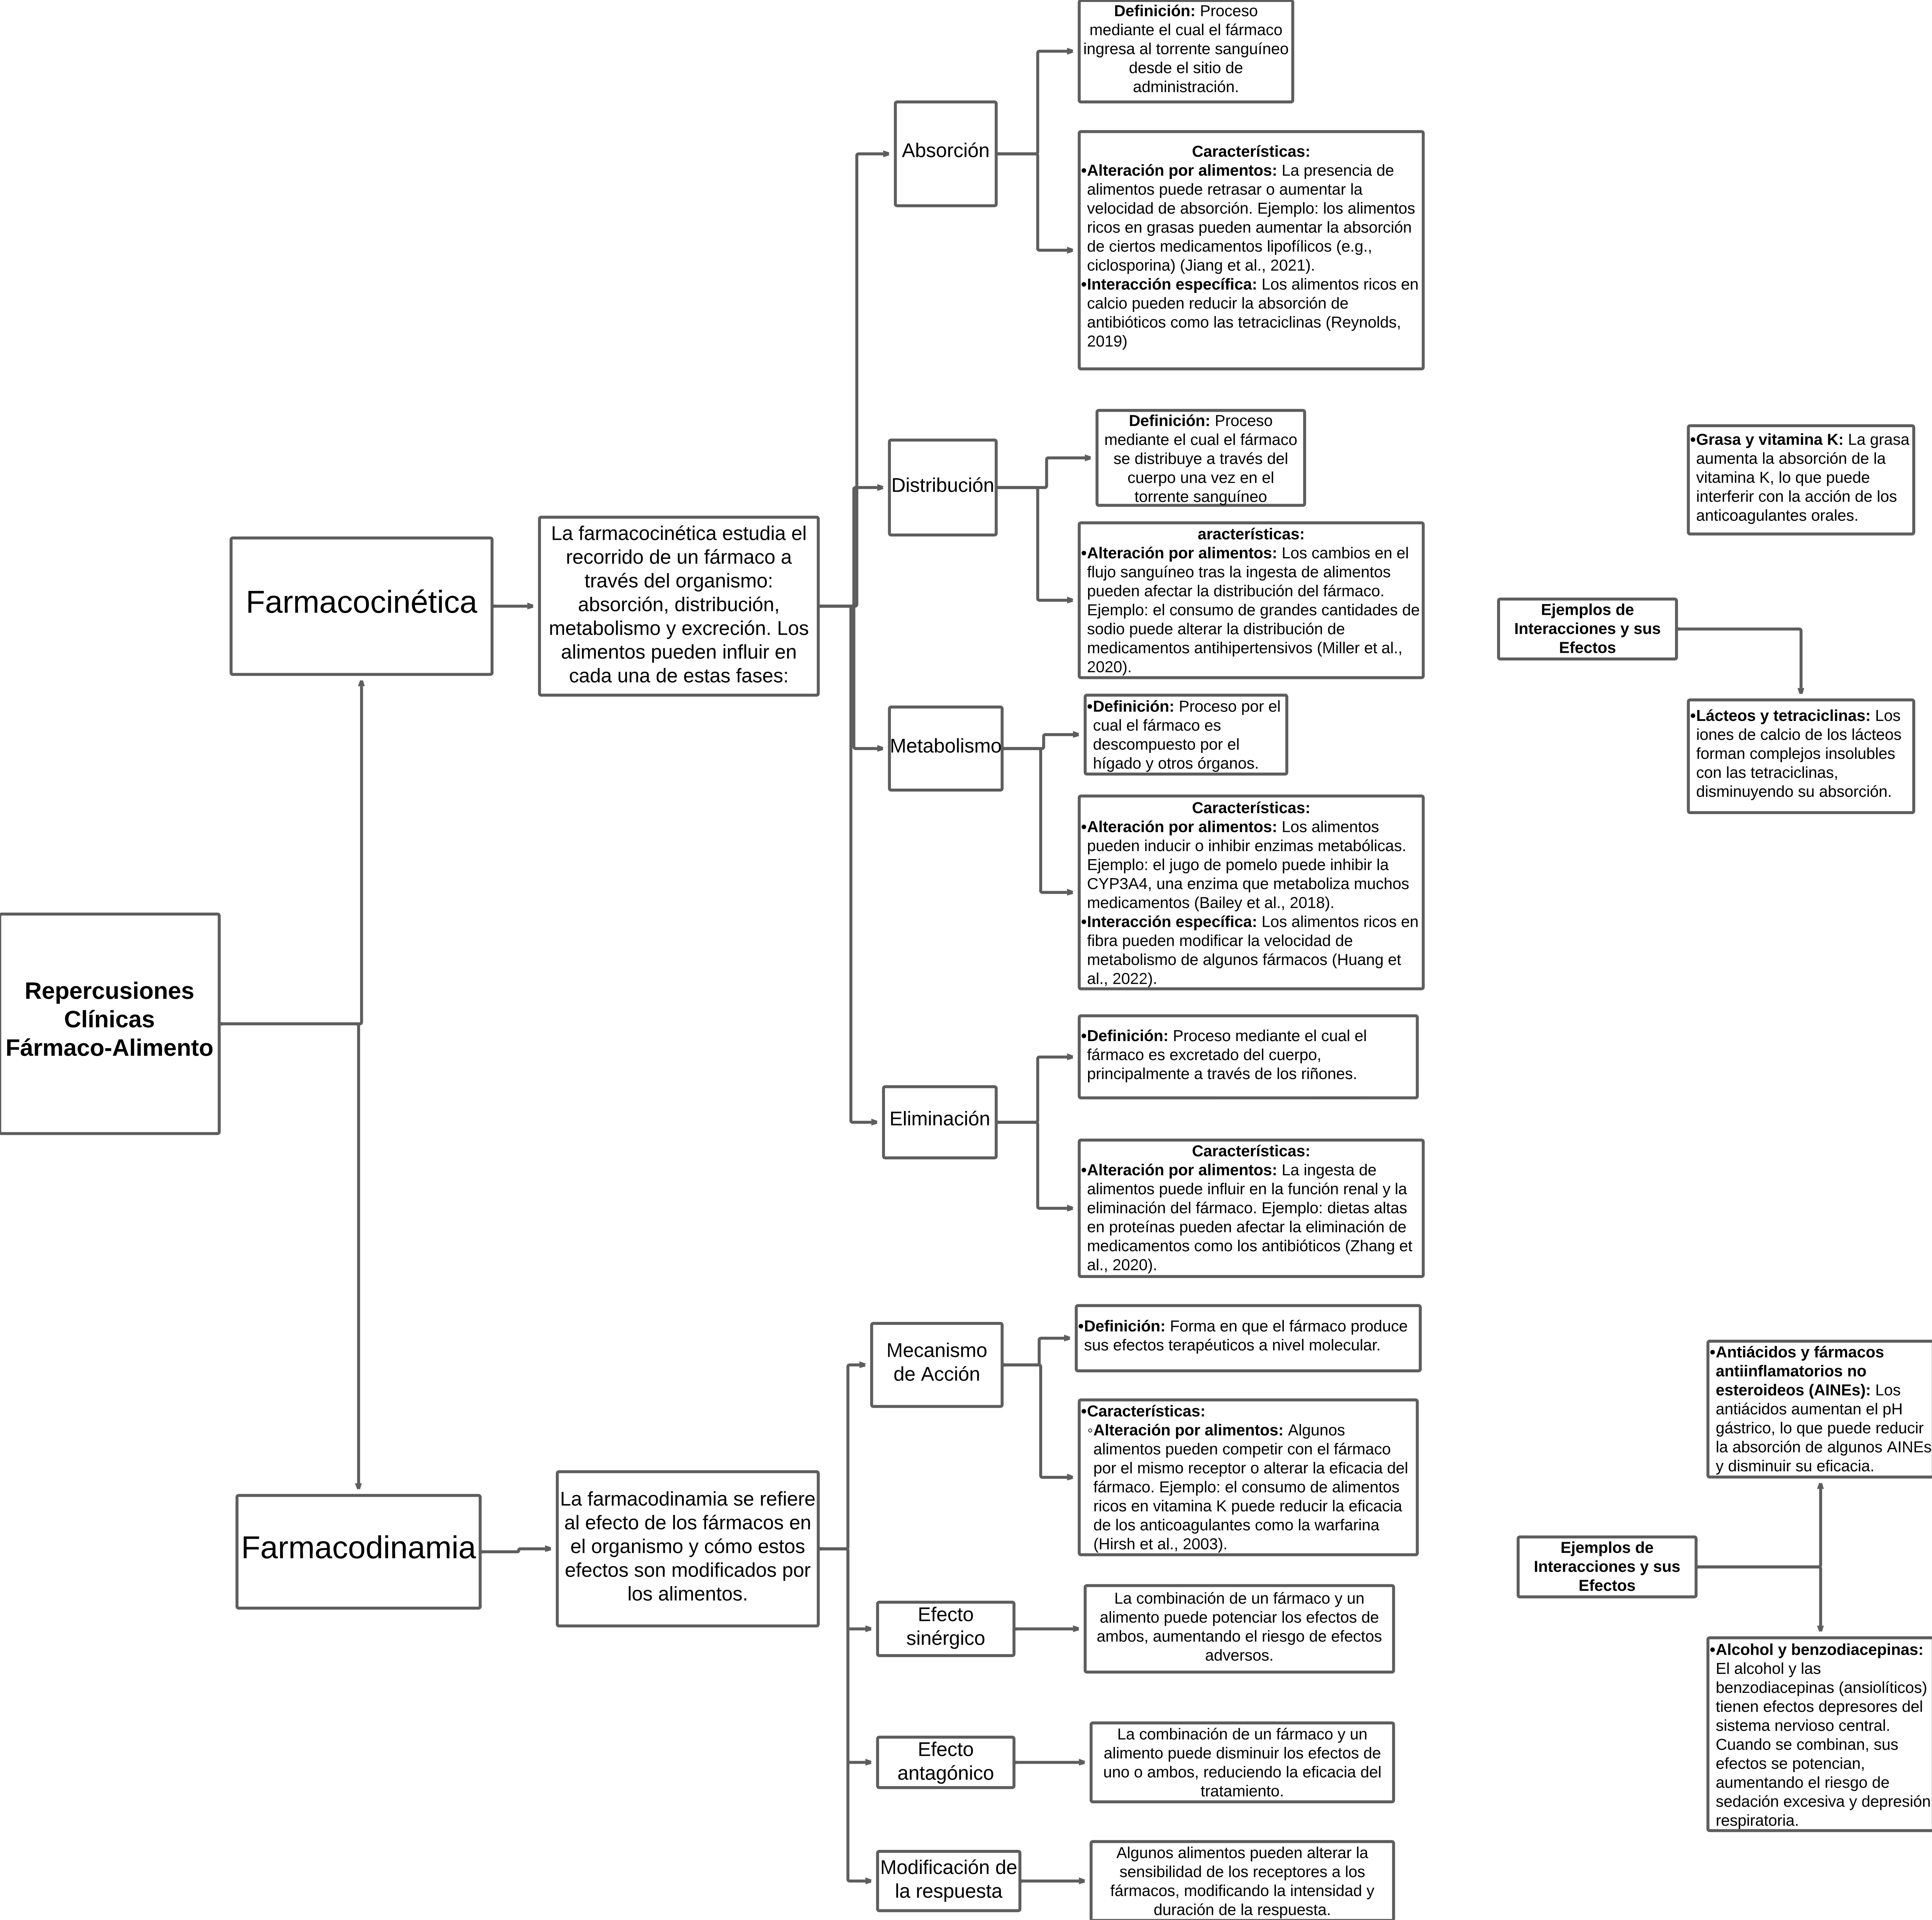 Repercusiones
Clínicas
Fármaco-Alimento
Farmacocinética
La farmacocinética estudia el
recorrido de un fármaco a
través del organismo:
absorción, distribución,
metabolismo y excreción. Los
alimentos pueden influir en
cada una de estas fases:
Absorción
Definición: Proceso
mediante el cual el fármaco
ingresa al torrente sanguíneo
desde el sitio de
administración.
Características:
•Alteración por alimentos: La presencia de
alimentos puede retrasar o aumentar la
velocidad de absorción. Ejemplo: los alimentos
ricos en grasas pueden aumentar la absorción
de ciertos medicamentos lipofílicos (e.g.,
ciclosporina) (Jiang et al., 2021).
•Interacción específica: Los alimentos ricos en
calcio pueden reducir la absorción de
antibióticos como las tetraciclinas (Reynolds,
2019)
Distribución
Definición: Proceso
mediante el cual el fármaco
se distribuye a través del
cuerpo una vez en el
torrente sanguíneo
aracterísticas:
•Alteración por alimentos: Los cambios en el
flujo sanguíneo tras la ingesta de alimentos
pueden afectar la distribución del fármaco.
Ejemplo: el consumo de grandes cantidades de
sodio puede alterar la distribución de
medicamentos antihipertensivos (Miller et al.,
2020).
Metabolismo
•Definición: Proceso por el
cual el fármaco es
descompuesto por el
hígado y otros órganos.
Características:
•Alteración por alimentos: Los alimentos
pueden inducir o inhibir enzimas metabólicas.
Ejemplo: el jugo de pomelo puede inhibir la
CYP3A4, una enzima que metaboliza muchos
medicamentos (Bailey et al., 2018).
•Interacción específica: Los alimentos ricos en
fibra pueden modificar la velocidad de
metabolismo de algunos fármacos (Huang et
al., 2022).
Eliminación
•Definición: Proceso mediante el cual el
fármaco es excretado del cuerpo,
principalmente a través de los riñones.
Características:
•Alteración por alimentos: La ingesta de
alimentos puede influir en la función renal y la
eliminación del fármaco. Ejemplo: dietas altas
en proteínas pueden afectar la eliminación de
medicamentos como los antibióticos (Zhang et
al., 2020).
•Grasa y vitamina K: La grasa
aumenta la absorción de la
vitamina K, lo que puede
interferir con la acción de los
anticoagulantes orales.
Ejemplos de
Interacciones y sus
Efectos
•Lácteos y tetraciclinas: Los
iones de calcio de los lácteos
forman complejos insolubles
con las tetraciclinas,
disminuyendo su absorción.
Farmacodinamia
La farmacodinamia se refiere
al efecto de los fármacos en
el organismo y cómo estos
efectos son modificados por
los alimentos.
Mecanismo
de Acción
•Definición: Forma en que el fármaco produce
sus efectos terapéuticos a nivel molecular.
•Características:
◦Alteración por alimentos: Algunos
alimentos pueden competir con el fármaco
por el mismo receptor o alterar la eficacia del
fármaco. Ejemplo: el consumo de alimentos
ricos en vitamina K puede reducir la eficacia
de los anticoagulantes como la warfarina
(Hirsh et al., 2003).
Efecto
sinérgico
La combinación de un fármaco y un
alimento puede potenciar los efectos de
ambos, aumentando el riesgo de efectos
adversos.
Efecto
antagónico
La combinación de un fármaco y un
alimento puede disminuir los efectos de
uno o ambos, reduciendo la eficacia del
tratamiento.
Modificación de
la respuesta
Algunos alimentos pueden alterar la
sensibilidad de los receptores a los
fármacos, modificando la intensidad y
duración de la respuesta.
•Antiácidos y fármacos
antiinflamatorios no
esteroideos (AINEs): Los
antiácidos aumentan el pH
gástrico, lo que puede reducir
la absorción de algunos AINEs
y disminuir su eficacia.
Ejemplos de
Interacciones y sus
Efectos
•Alcohol y benzodiacepinas:
El alcohol y las
benzodiacepinas (ansiolíticos)
tienen efectos depresores del
sistema nervioso central.
Cuando se combinan, sus
efectos se potencian,
aumentando el riesgo de
sedación excesiva y depresión
respiratoria.